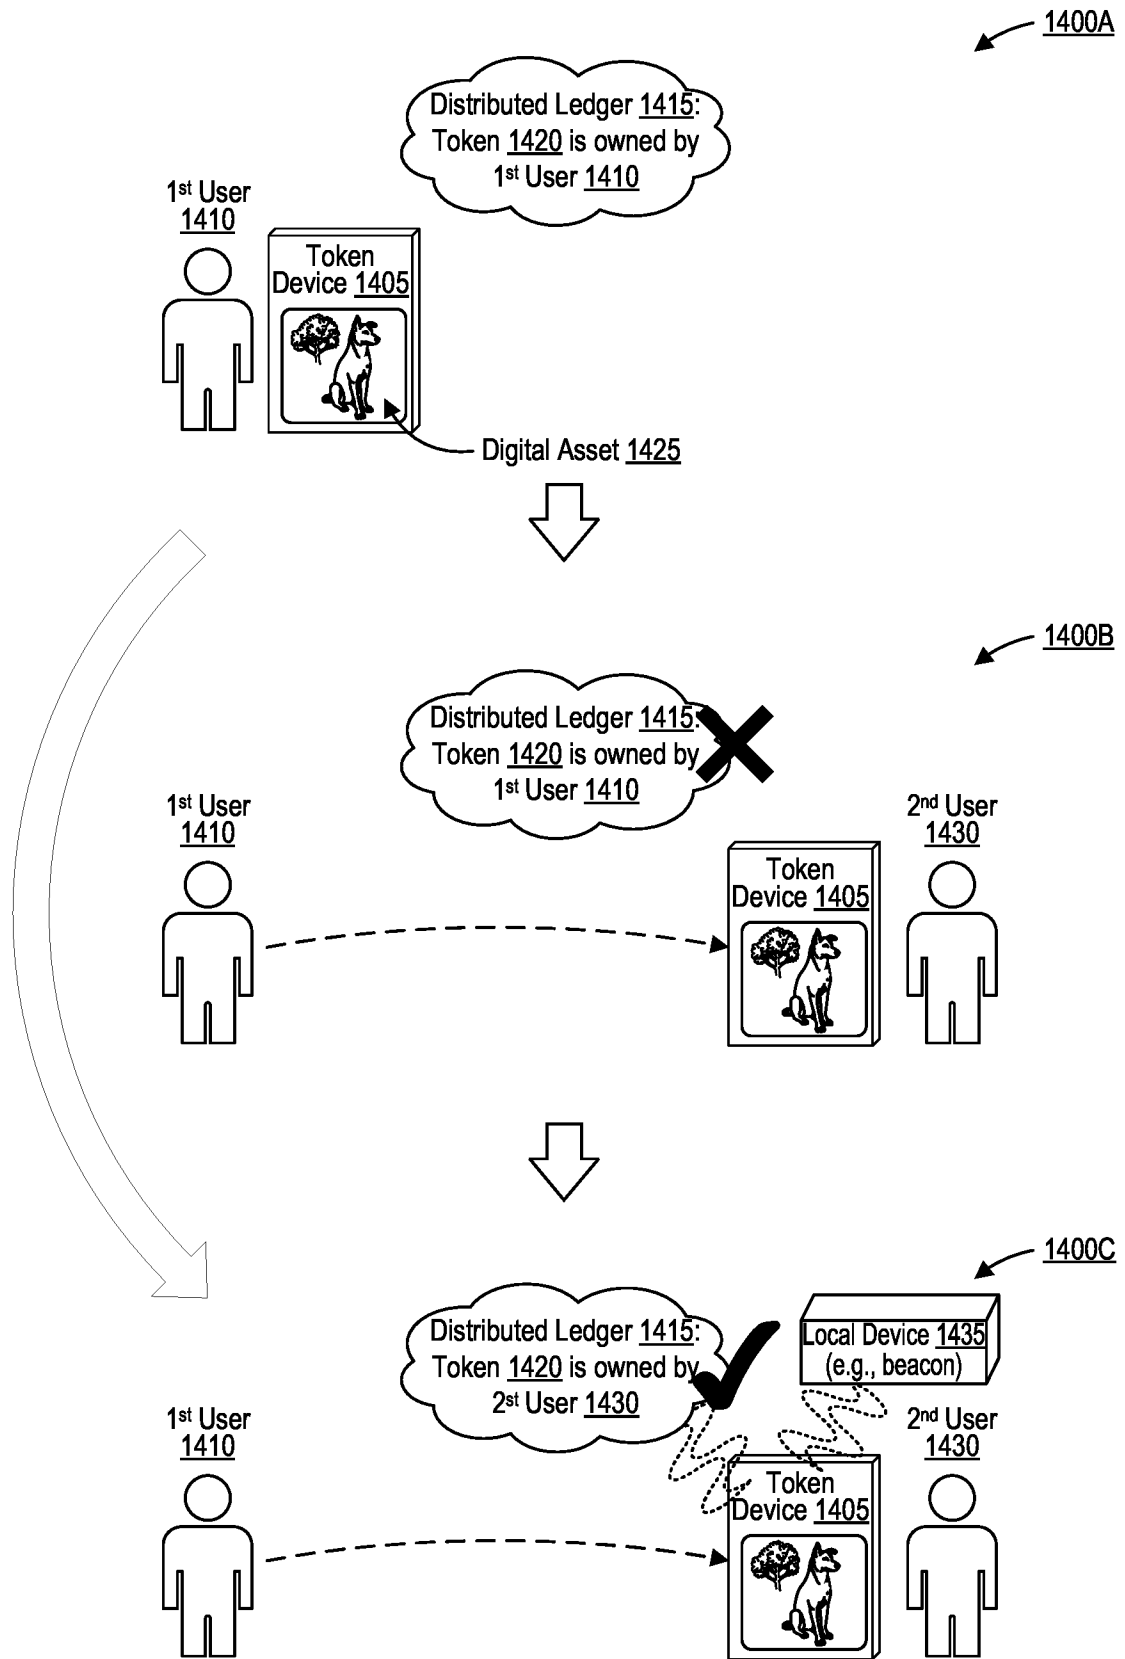 1400A
Distributed Ledger 1415:
Token 1420 is owned by
1st User 1410
1st User
1410
Token
Device 1405
Digital Asset 1425
1400B
Distributed Ledger 1415:
Token 1420 is owned by
1st User 1410
1st User
1410
2nd User
1430
Token
Device 1405
1400C
Distributed Ledger 1415:
Token 1420 is owned by
2st User 1430
Local Device 1435
(e.g., beacon)
1st User
1410
2nd User
1430
Token
Device 1405